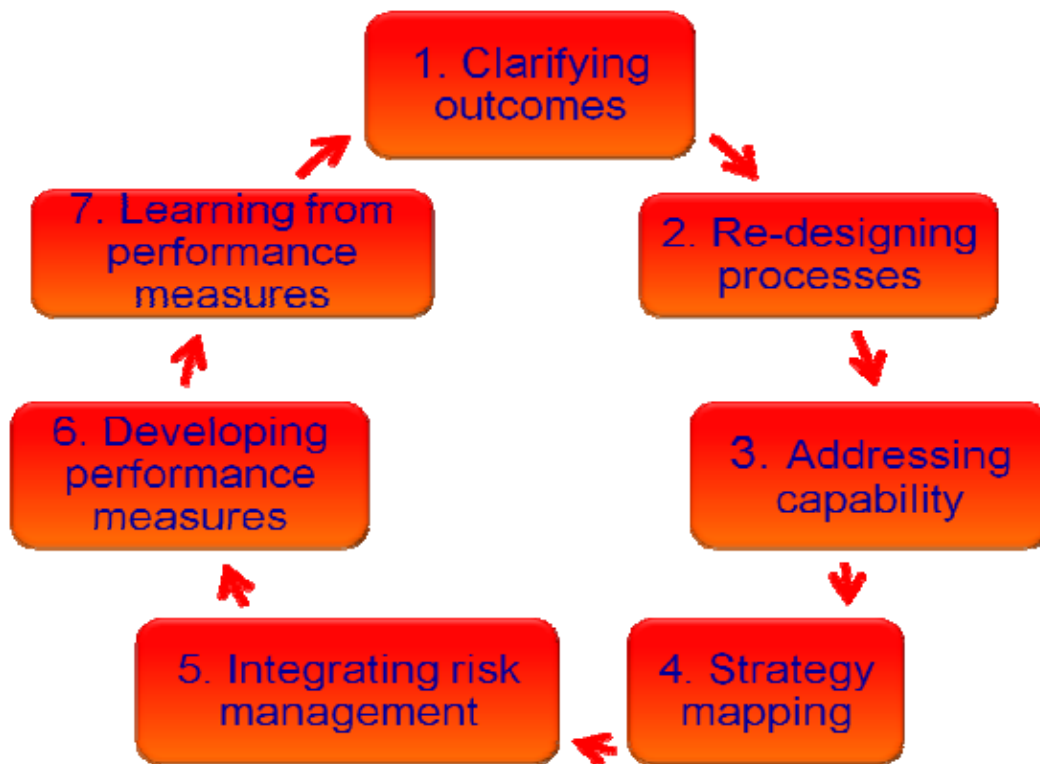 1. Clarifying
outcomes
2. Re-designing
processes
3. Addressing
capability
4. Strategy
mapping
5. Integrating risk
management
6. Developing
performance
measures
7. Learning from
performance
measures